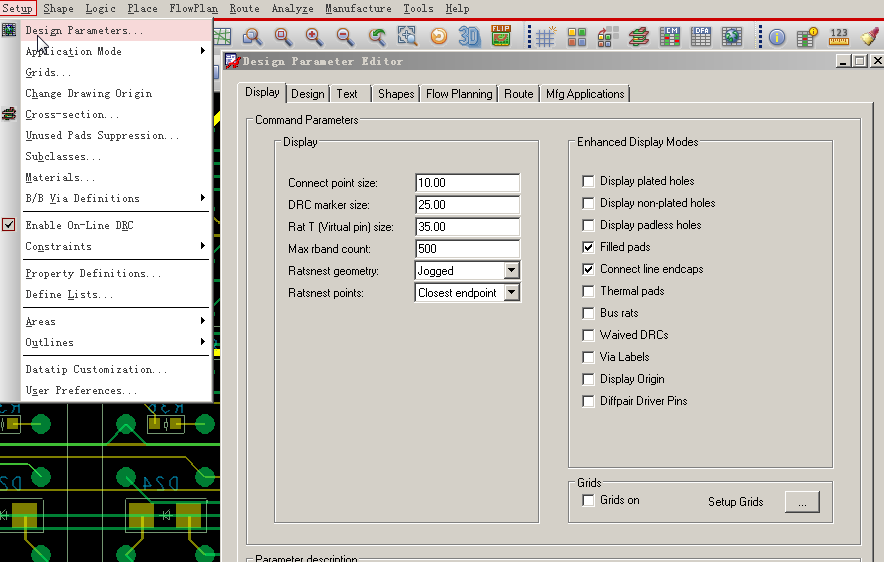 Setup Shape Logic Place FlowPlan Route Analyze Manufacture Tools Help
Design Parameters...
Application Mode
Grids...
Change Drawing Origin
Cross-section...
Unused Pads Suppression...
Subclasses...
Materials...
B/B Via Definitions
Enable On-Line DRC
Constraints
Property Definitions...
Define Lists...
Areas
Outlines
Datatip Customization...
User Preferences...
3D
FLIP
CM
DFA
123
Design Parameter Editor
Display Design Text Shapes Flow Planning Route Mfg Applications
Command Parameters
Display
Connect point size: 10.00
DRC marker size: 25.00
Rat T (Virtual pin) size: 35.00
Max rband count: 500
Ratsnest geometry: Jogged
Ratsnest points: Closest endpoint
Enhanced Display Modes
Display plated holes
Display non-plated holes
Display padless holes
Filled pads
Connect line endcaps
Thermal pads
Bus rats
Waived DRCs
Via Labels
Display Origin
Diffpair Driver Pins
Grids
Grids on Setup Grids ...
Parameter description
D24